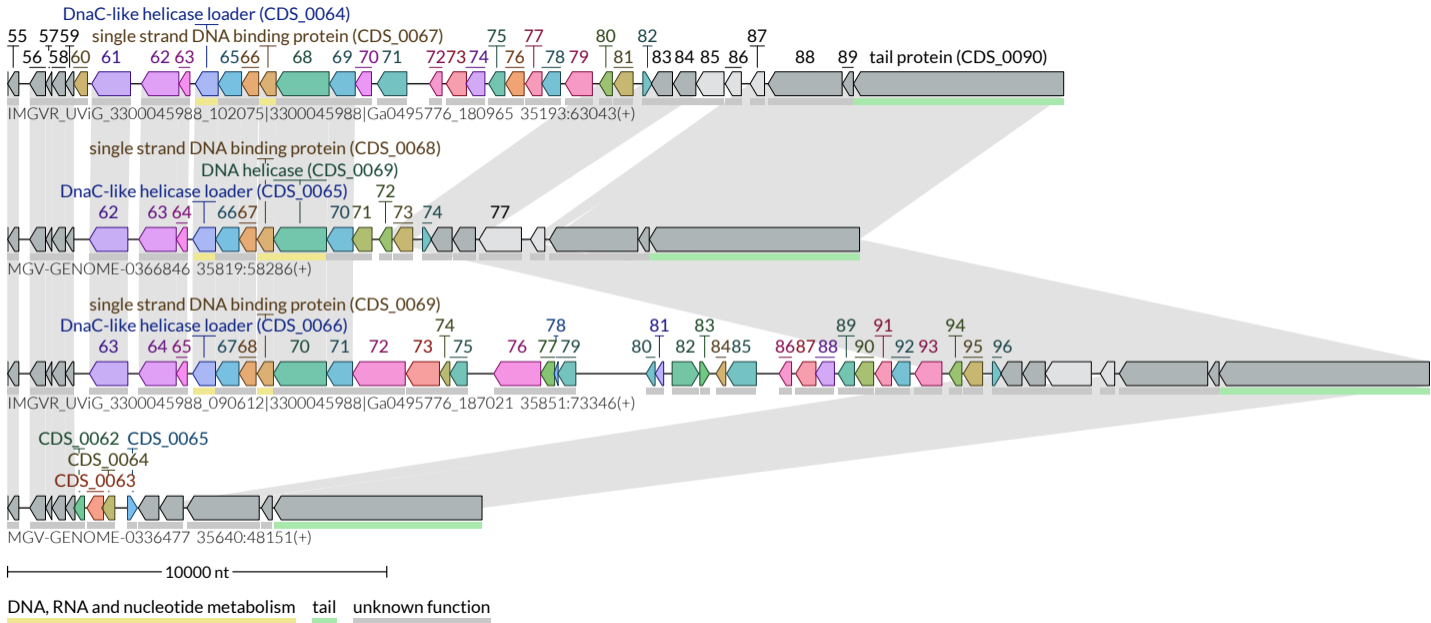 DnaC-like helicase loader (CDS_0064)
55 57 59 single strand DNA binding protein (CDS_0067) 75 77 80 82 87
56 58 60 61 62 63 65 66 68 69 70 71 72 73 74 76 78 79 81 83 84 85 86 88 89 tail protein (CDS_0090)
IMGVR_UViG_3300045988_102075|3300045988|Ga0495776_180965 35193:63043(+)
single strand DNA binding protein (CDS_0068)
DNA helicase (CDS_0069)
DnaC-like helicase loader (CDS_0065) 72
62 63 64 66 67 70 71 73 74 77
MGV-GENOME-0366846 35819:58286(+)
single strand DNA binding protein (CDS_0069)
DnaC-like helicase loader (CDS_0066) 74 78 81 83 89 91 94
63 64 65 67 68 70 71 72 73 75 76 77 79 80 82 84 85 86 87 88 90 92 93 95 96
IMGVR_UViG_3300045988_090612|3300045988|Ga0495776_187021 35851:73346(+)
CDS_0062 CDS_0065
CDS_0064
CDS_0063
MGV-GENOME-0336477 35640:48151(+)
10000 nt
DNA, RNA and nucleotide metabolism tail unknown function